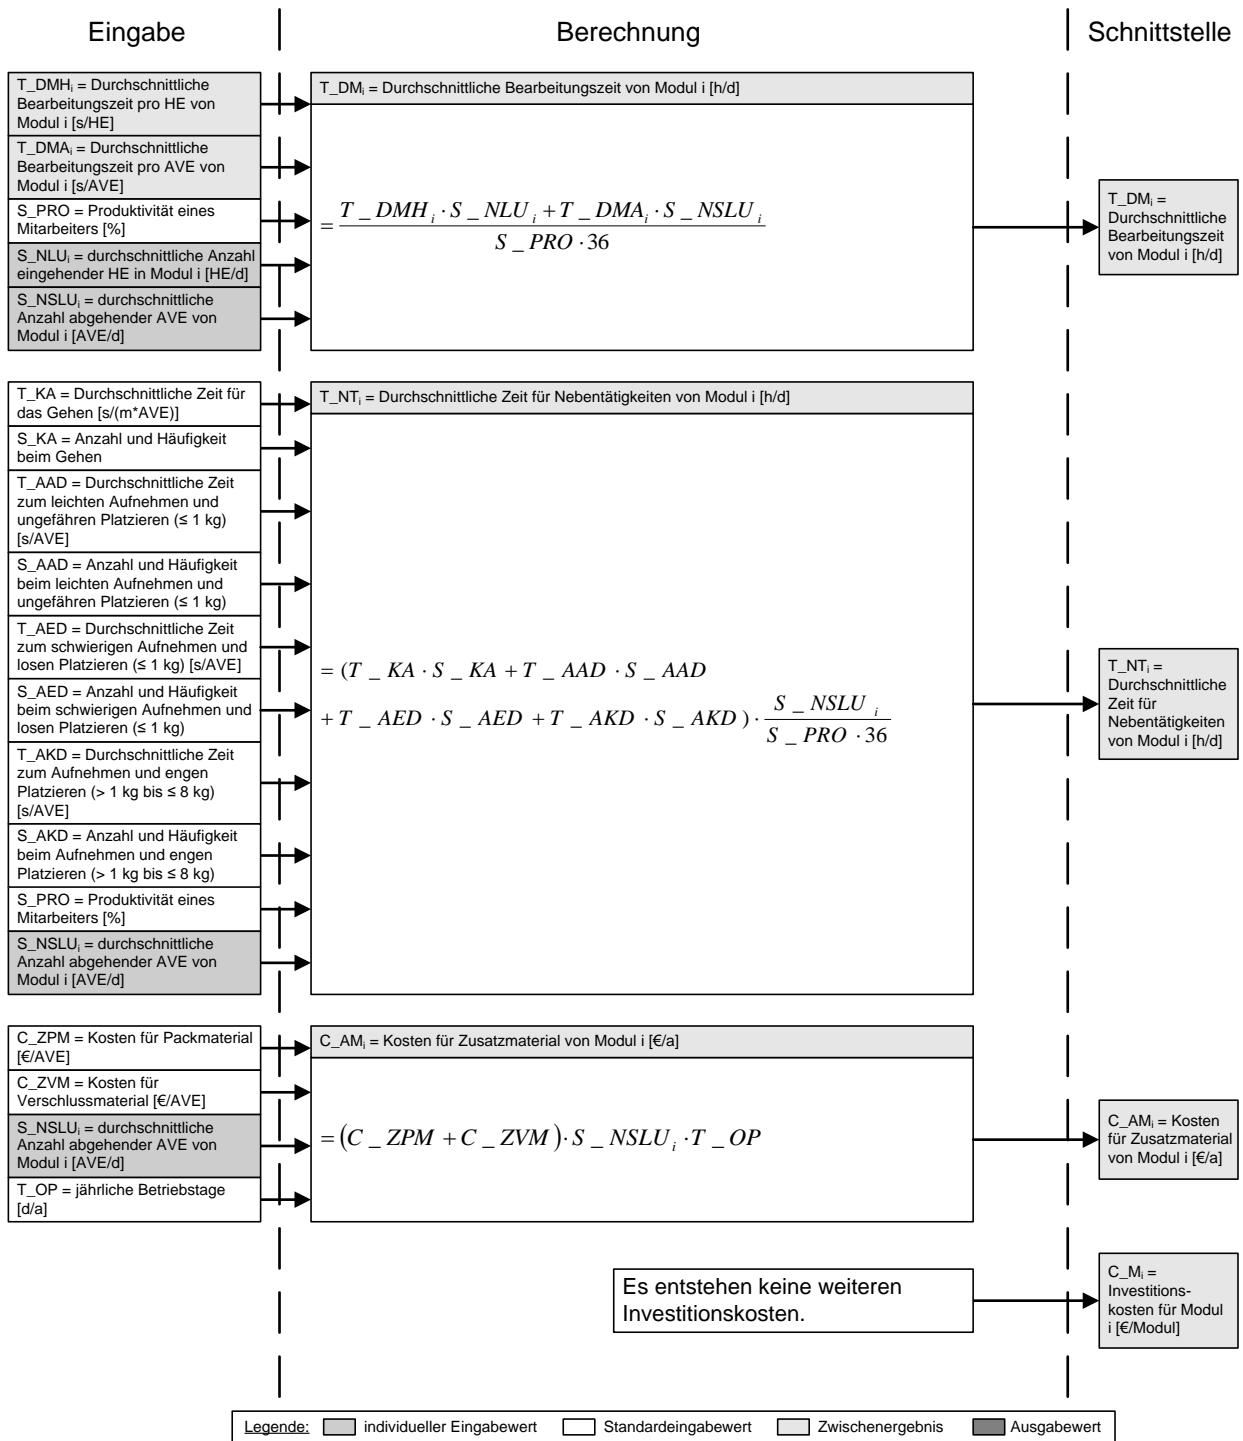 Eingabe
Berechnung
Schnittstelle
T_DMHᵢ = Durchschnittliche
Bearbeitungszeit pro HE von
Modul i [s/HE]
T_DMAᵢ = Durchschnittliche
Bearbeitungszeit pro AVE von
Modul i [s/AVE]
S_PRO = Produktivität eines
Mitarbeiters [%]
S_NLUᵢ = durchschnittliche Anzahl
eingehender HE in Modul i [HE/d]
S_NSLUᵢ = durchschnittliche
Anzahl abgehender AVE von
Modul i [AVE/d]
T_DMᵢ = Durchschnittliche Bearbeitungszeit von Modul i [h/d]
= (T_DMHᵢ · S_NLUᵢ + T_DMAᵢ · S_NSLUᵢ) / (S_PRO · 36)
T_DMᵢ =
Durchschnittliche
Bearbeitungszeit
von Modul i [h/d]
T_KA = Durchschnittliche Zeit für
das Gehen [s/(m*AVE)]
S_KA = Anzahl und Häufigkeit
beim Gehen
T_AAD = Durchschnittliche Zeit
zum leichten Aufnehmen und
ungefähren Platzieren (≤ 1 kg)
[s/AVE]
S_AAD = Anzahl und Häufigkeit
beim leichten Aufnehmen und
ungefähren Platzieren (≤ 1 kg)
T_AED = Durchschnittliche Zeit
zum schwierigen Aufnehmen und
losen Platzieren (≤ 1 kg) [s/AVE]
S_AED = Anzahl und Häufigkeit
beim schwierigen Aufnehmen und
losen Platzieren (≤ 1 kg)
T_AKD = Durchschnittliche Zeit
zum Aufnehmen und engen
Platzieren (> 1 kg bis ≤ 8 kg)
[s/AVE]
S_AKD = Anzahl und Häufigkeit
beim Aufnehmen und engen
Platzieren (> 1 kg bis ≤ 8 kg)
S_PRO = Produktivität eines
Mitarbeiters [%]
S_NSLUᵢ = durchschnittliche
Anzahl abgehender AVE von
Modul i [AVE/d]
T_NTᵢ = Durchschnittliche Zeit für Nebentätigkeiten von Modul i [h/d]
= (T_KA · S_KA + T_AAD · S_AAD
+ T_AED · S_AED + T_AKD · S_AKD) · S_NSLUᵢ / (S_PRO · 36)
T_NTᵢ =
Durchschnittliche
Zeit für
Nebentätigkeiten
von Modul i [h/d]
C_ZPM = Kosten für Packmaterial
[€/AVE]
C_ZVM = Kosten für
Verschlussmaterial [€/AVE]
S_NSLUᵢ = durchschnittliche
Anzahl abgehender AVE von
Modul i [AVE/d]
T_OP = jährliche Betriebstage
[d/a]
C_AMᵢ = Kosten für Zusatzmaterial von Modul i [€/a]
= (C_ZPM + C_ZVM) · S_NSLUᵢ · T_OP
C_AMᵢ = Kosten
für Zusatzmaterial
von Modul i [€/a]
Es entstehen keine weiteren
Investitionskosten.
C_Mᵢ =
Investitions-
kosten für Modul
i [€/Modul]
Legende: individueller Eingabewert Standardeingabewert Zwischenergebnis Ausgabewert